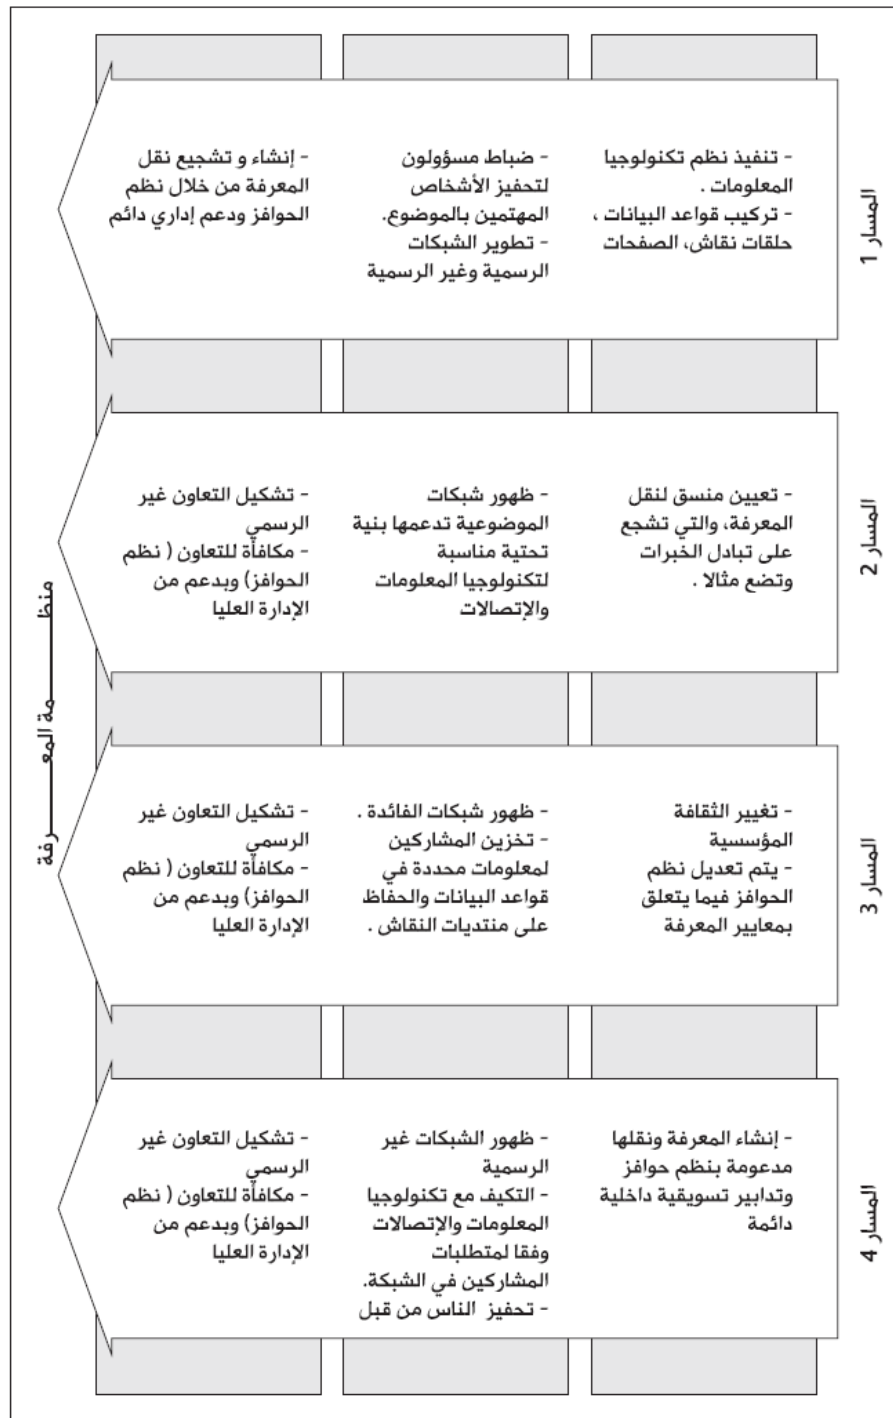 المسار 1
- تنفيذ نظم تكنولوجيا
المعلومات .
- تركيب قواعد البيانات ،
حلقات نقاش، الصفحات
- ضباط مسؤولون
لتحفيز الأشخاص
المهتمين بالموضوع.
- تطوير الشبكات
الرسمية وغير الرسمية
- إنشاء و تشجيع نقل
المعرفة من خلال نظم
الحوافز ودعم إداري دائم
المسار 2
- تعيين منسق لنقل
المعرفة، والتي تشجع
على تبادل الخبرات
وتضع مثالا .
- ظهور شبكات
الموضوعية تدعمها بنية
تحتية مناسبة
لتكنولوجيا المعلومات
والإتصالات
- تشكيل التعاون غير
الرسمي
- مكافأة للتعاون ( نظم
الحوافز) وبدعم من
الإدارة العليا
المسار 3
- تغيير الثقافة
المؤسسية
- يتم تعديل نظم
الحوافز فيما يتعلق
بمعايير المعرفة
- ظهور شبكات الفائدة .
- تخزين المشاركين
لمعلومات محددة في
قواعد البيانات والحفاظ
على منتديات النقاش .
- تشكيل التعاون غير
الرسمي
- مكافأة للتعاون ( نظم
الحوافز) وبدعم من
الإدارة العليا
المسار 4
- إنشاء المعرفة ونقلها
مدعومة بنظم حوافز
وتدابير تسويقية داخلية
دائمة
- ظهور الشبكات غير
الرسمية
- التكيف مع تكنولوجيا
المعلومات والإتصالات
وفقا لمتطلبات
المشاركين في الشبكة.
- تحفيز الناس من قبل
- تشكيل التعاون غير
الرسمي
- مكافأة للتعاون ( نظم
الحوافز) وبدعم من
الإدارة العليا
منظـــــمة المعـــــرفة